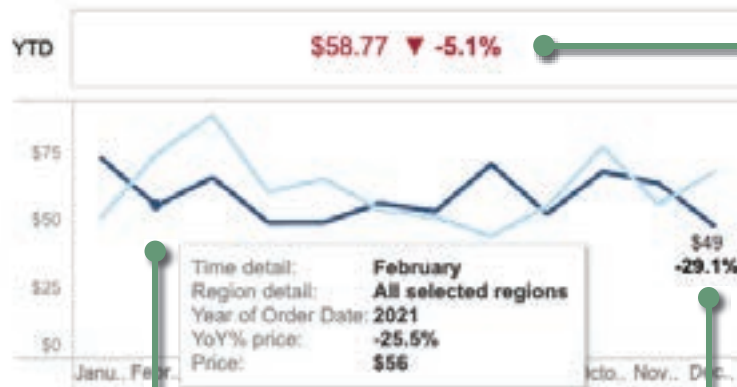 YTD $58.77 ▼ -5.1%
$75
$50
$49
-29.1%
$25
$0
Time detail: February
Region detail: All selected regions
Year of Order Date: 2021
YoY% price: -25.5%
Price: $56
Janu.. Febr.. Octo.. Nov.. Dec..